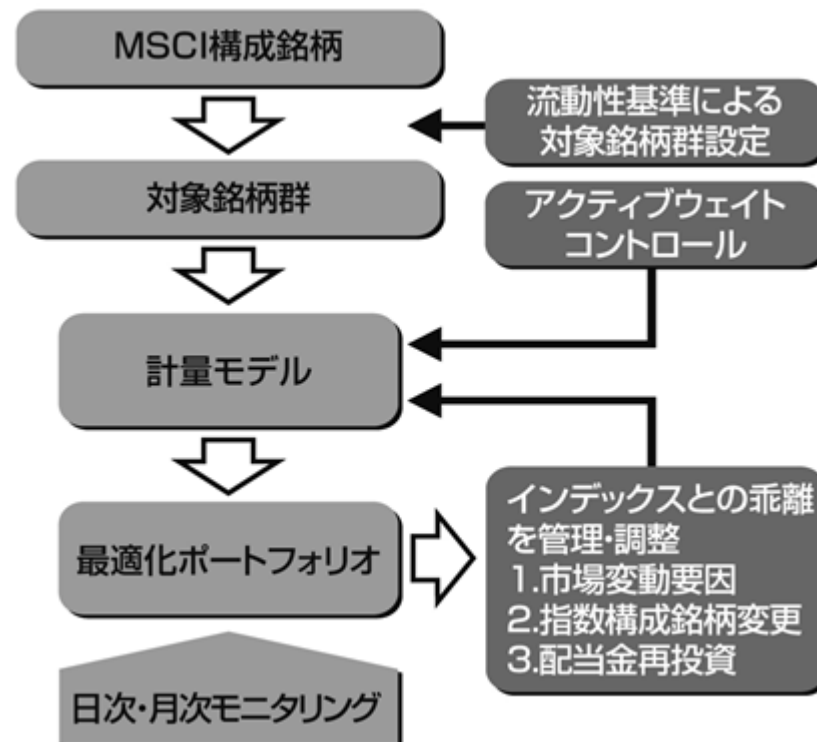 MSCI構成銘柄
流動性基準による
対象銘柄群設定
対象銘柄群
アクティブウェイト
コントロール
計量モデル
最適化ポートフォリオ
インデックスとの乖離
を管理・調整
1.市場変動要因
2.指数構成銘柄変更
3.配当金再投資
日次・月次モニタリング